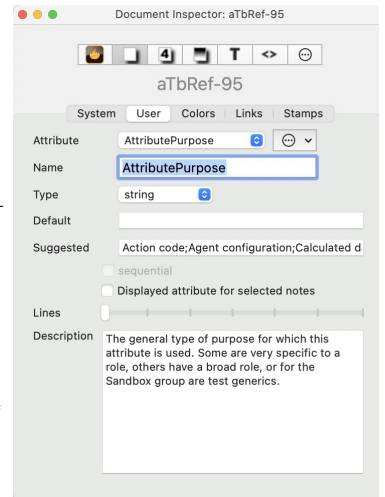 Document Inspector: aTbRef-95
4 T <>
aTbRef-95
System User Colors Links Stamps
Attribute AttributePurpose
Name AttributePurpose
Type string
Default
Suggested Action code;Agent configuration;Calculated d
sequential
Displayed attribute for selected notes
Lines
Description The general type of purpose for which this
attribute is used. Some are very specific to a
role, others have a broad role, or for the
Sandbox group are test generics.